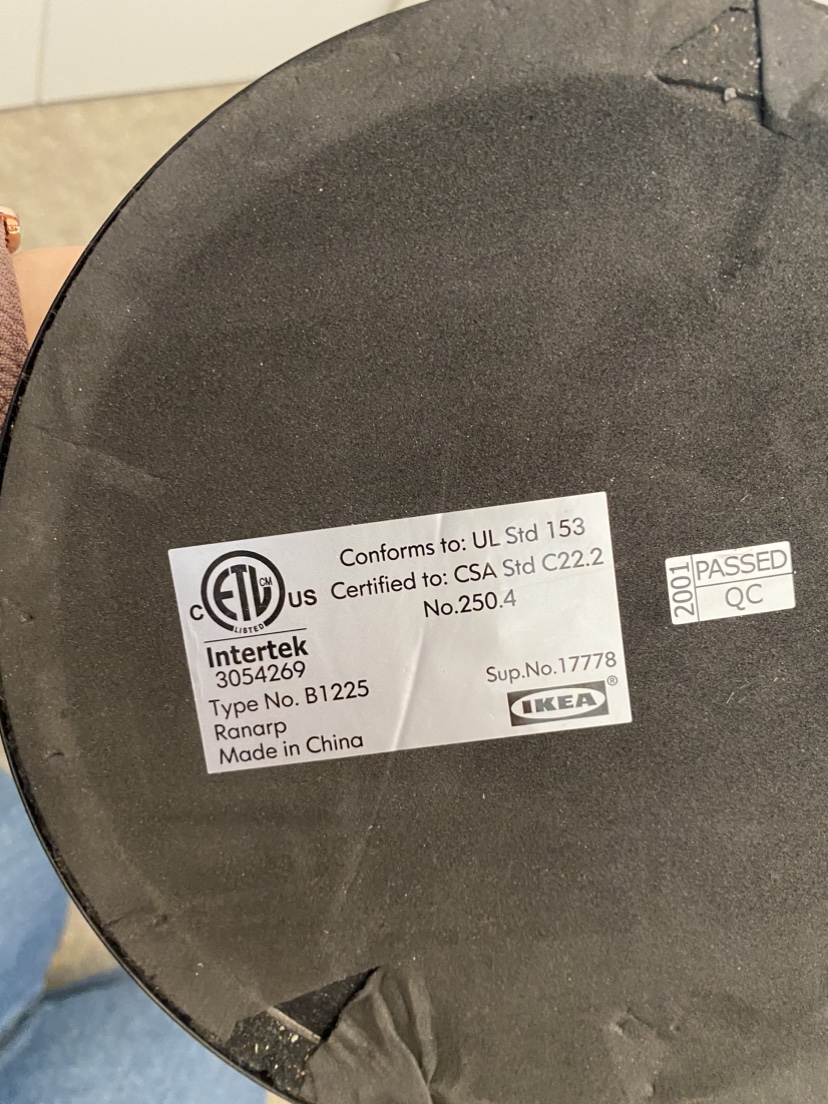 Conforms to: UL Std 153
Certified to: CSA Std C22.2
No.250.4
C ETL CM US
LISTED
Intertek
3054269
Type No. B1225
Ranarp
Made in China
Sup.No.17778
IKEA®
2001
PASSED
QC